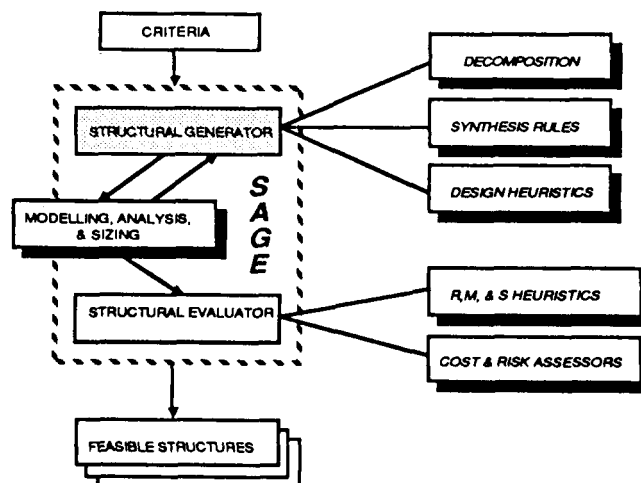 CRITERIA
DECOMPOSITION
STRUCTURAL GENERATOR
SYNTHESIS RULES
DESIGN HEURISTICS
SAGE
MODELLING, ANALYSIS,
& SIZING
R,M, & S HEURISTICS
STRUCTURAL EVALUATOR
COST & RISK ASSESSORS
FEASIBLE STRUCTURES